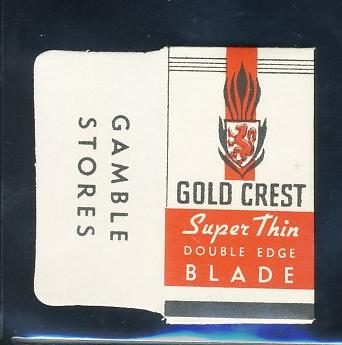 GAMBLE
STORES
GOLD CREST
Super Thin
DOUBLE EDGE
BLADE